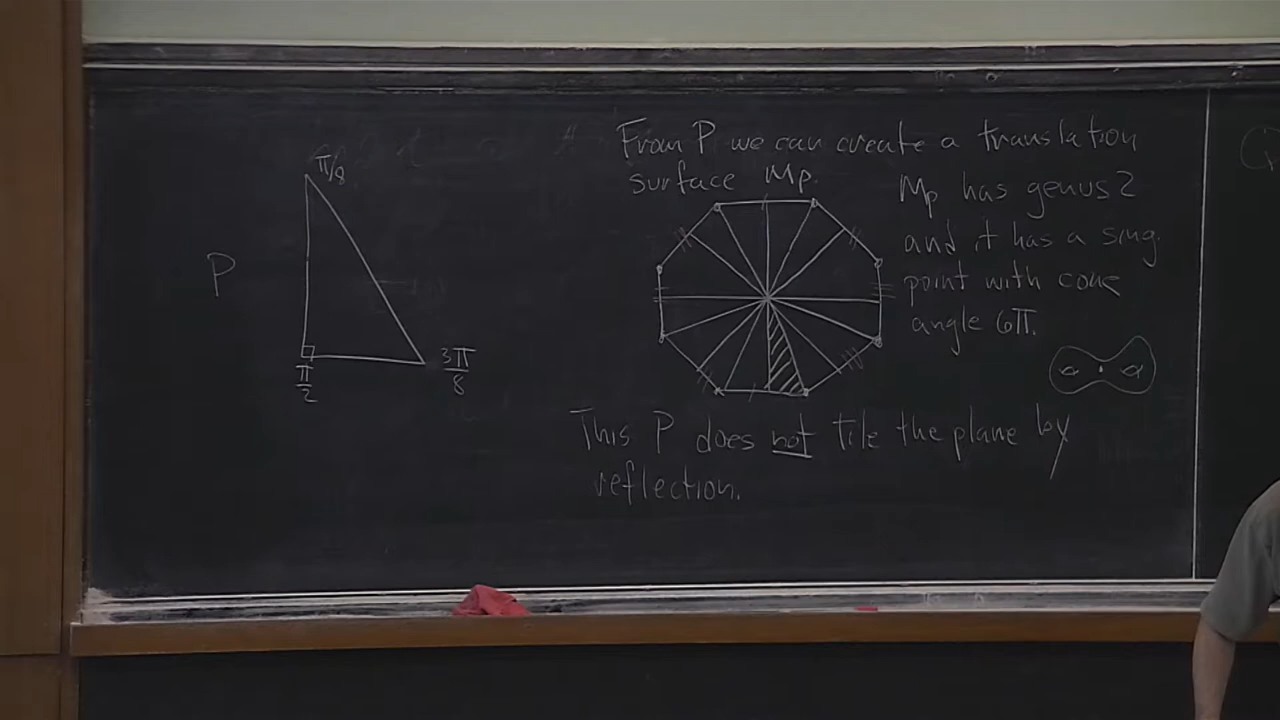 π/8
P
π/2
3π/8
From P we can create a translation
surface Mp.
Mp has genus 2
and it has a sing.
point with cone
angle 6π.
This P does not tile the plane by
reflection.